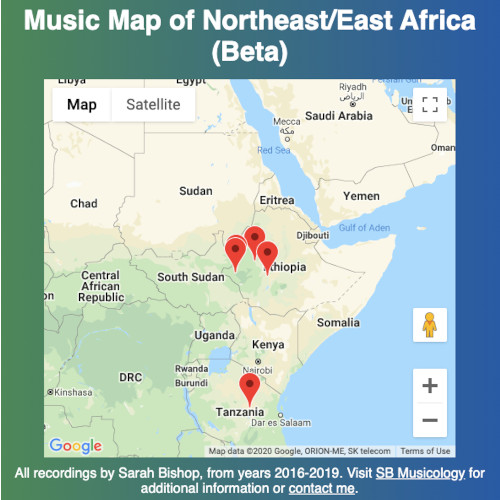 Music Map of Northeast/East Africa
(Beta)
Libya
Egypt
Persian Gulf
Map
Satellite
Riyadh
الرياض
Saudi Arabia
Mecca
مكة
Red Sea
Oman
Sudan
Chad
Eritrea
Yemen
Gulf of Aden
Djibouti
Ethiopia
South Sudan
Central
African
Republic
Somalia
Uganda
Kenya
Nairobi
Rwanda
Burundi
DRC
Kinshasa
Tanzania
Dar es Salaam
Google
Map data ©2020 Google, ORION-ME, SK telecom
Terms of Use
All recordings by Sarah Bishop, from years 2016-2019. Visit SB Musicology for
additional information or contact me.